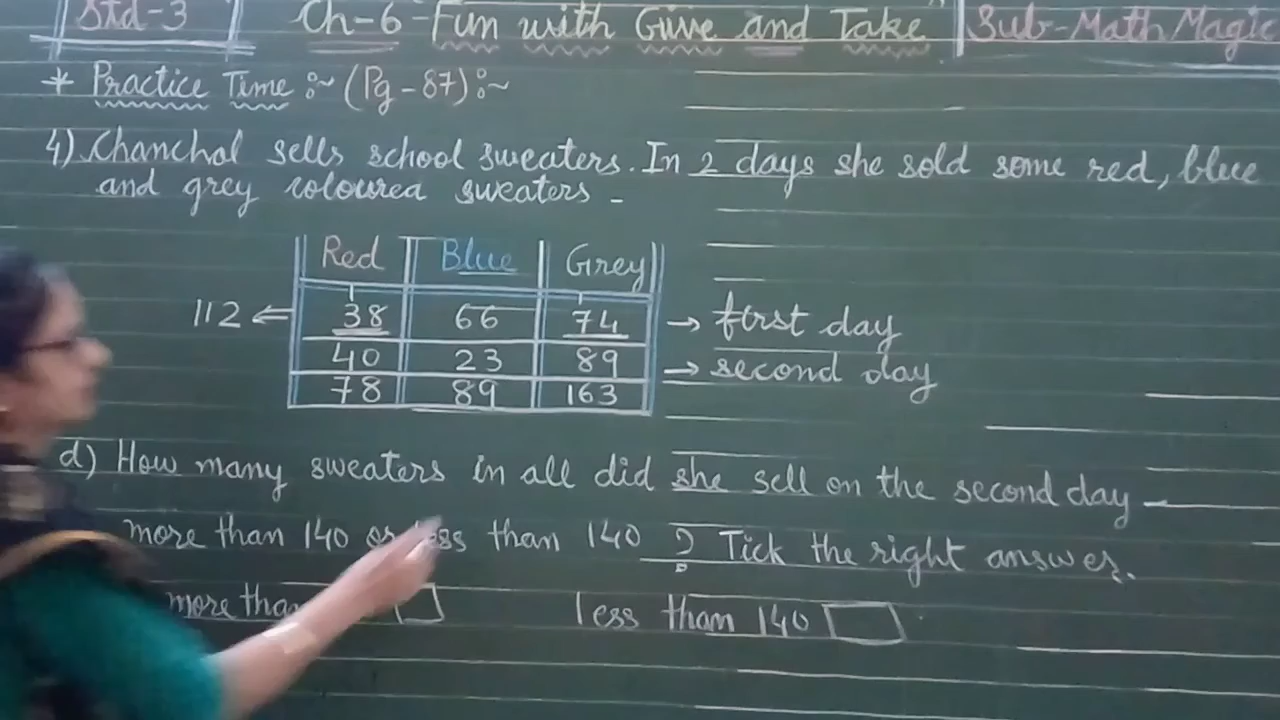 Std-3 Ch-6-Fun with Give and Take Sub-Math Magic
* Practice Time :~ (Pg-87):~
4) Chanchal sells school sweaters. In 2 days she sold some red, blue
and grey coloured sweaters -
Red Blue Grey
112 ⇐ 38 66 74 → first day
40 23 89 → second day
78 89 163
d) How many sweaters in all did she sell on the second day -
more than 140 or less than 140 ? Tick the right answer.
more than less than 140